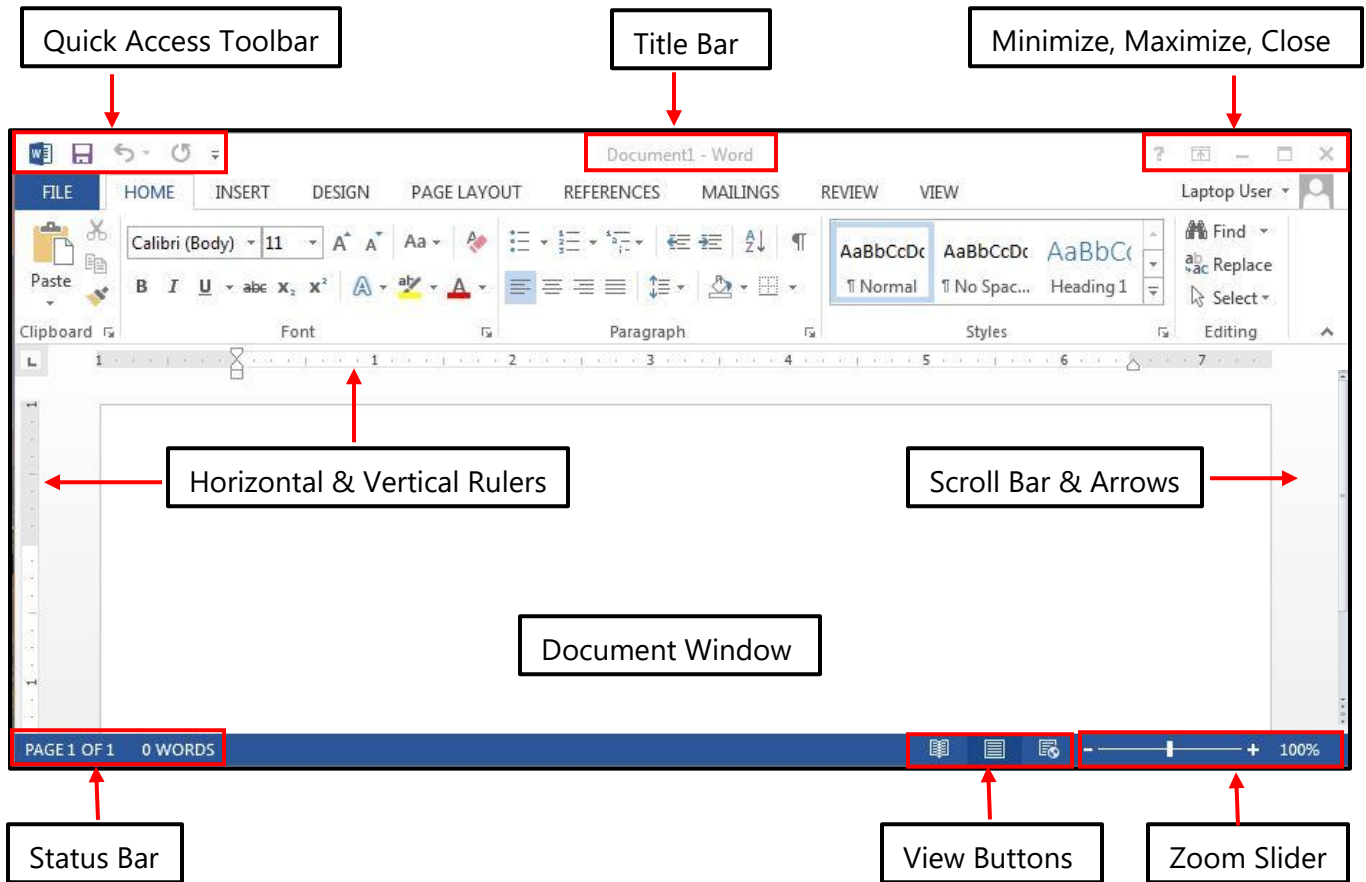 Quick Access Toolbar
Title Bar
Minimize, Maximize, Close
Document1 - Word
FILE HOME INSERT DESIGN PAGE LAYOUT REFERENCES MAILINGS REVIEW VIEW Laptop User
Calibri (Body) 11 Aa
AaBbCcDc AaBbCcDc AaBbC(
Find
Replace
Paste
B I U abc x₂ x² A aby A
¶ Normal ¶ No Spac... Heading 1
Select
Clipboard Font Paragraph Styles Editing
L 1 1 2 3 4 5 6 7
1
Horizontal & Vertical Rulers
Scroll Bar & Arrows
Document Window
1
PAGE 1 OF 1 0 WORDS
- + 100%
Status Bar
View Buttons
Zoom Slider